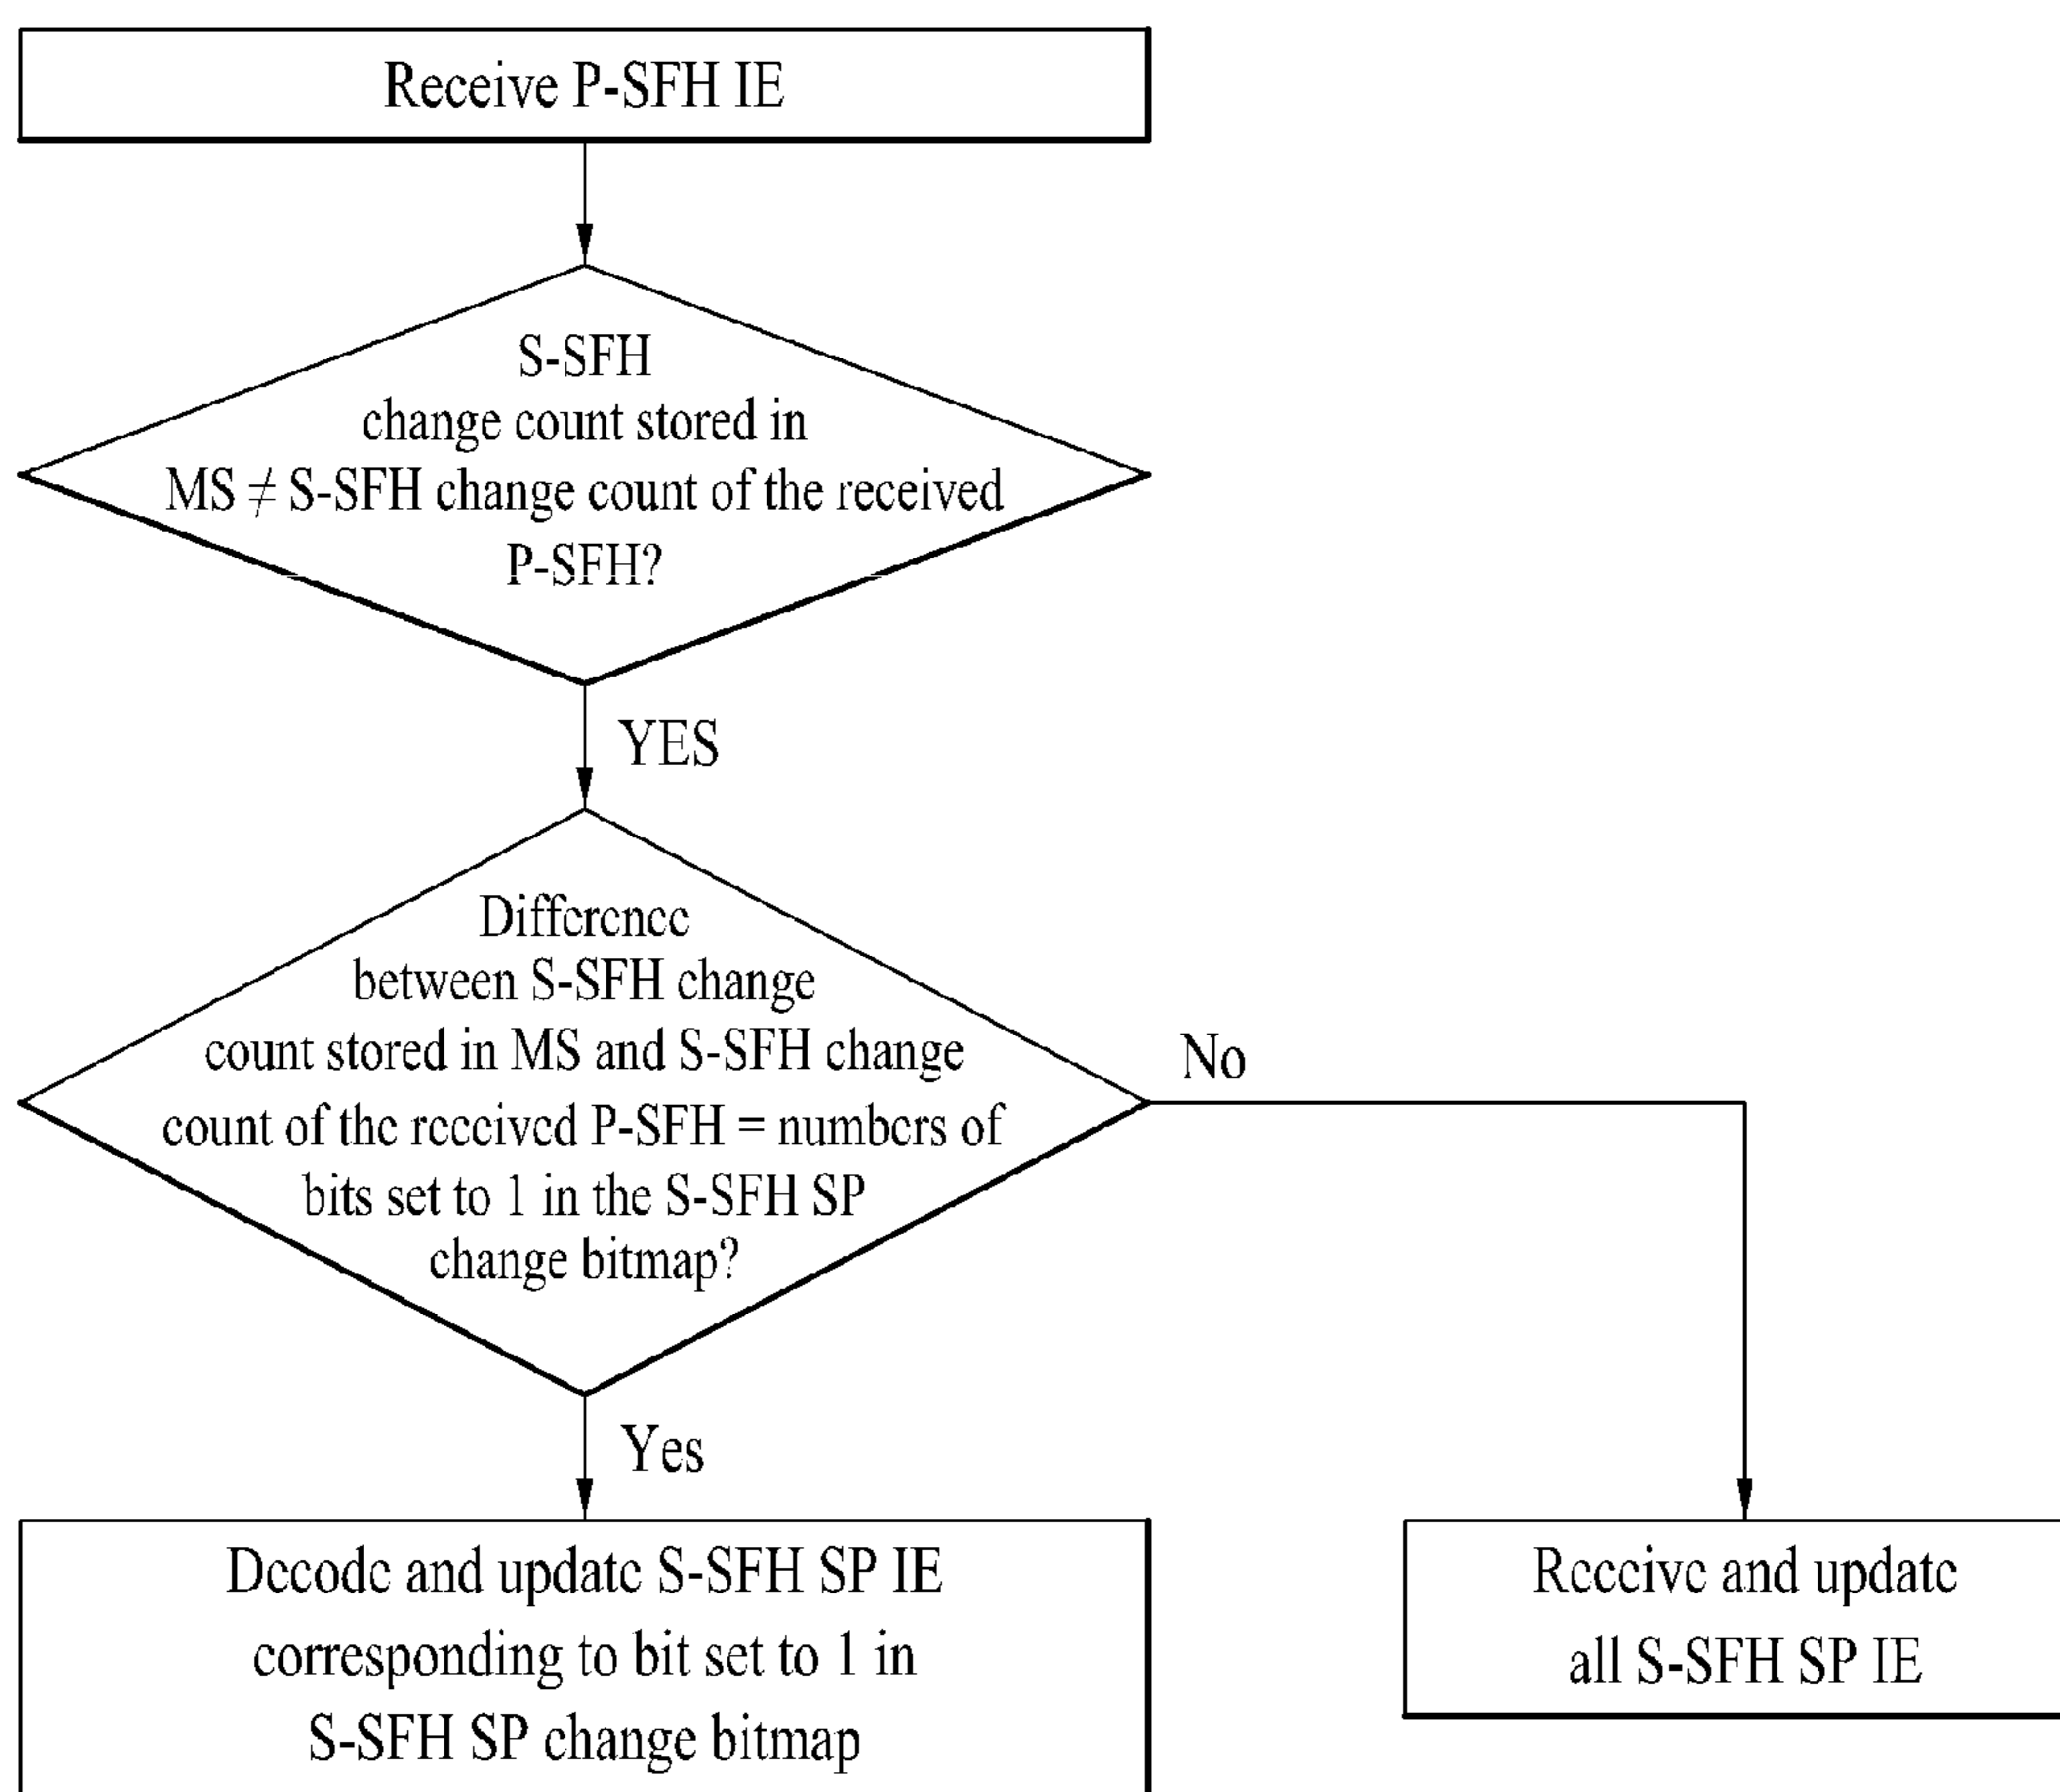 Receive P-SFH IE
S-SFH
change count stored in
MS ≠ S-SFH change count of the received
P-SFH?
YES
Difference
between S-SFH change
count stored in MS and S-SFH change
count of the received P-SFH = numbers of
bits set to 1 in the S-SFH SP
change bitmap?
No
Yes
Decode and update S-SFH SP IE
corresponding to bit set to 1 in
S-SFH SP change bitmap
Receive and update
all S-SFH SP IE